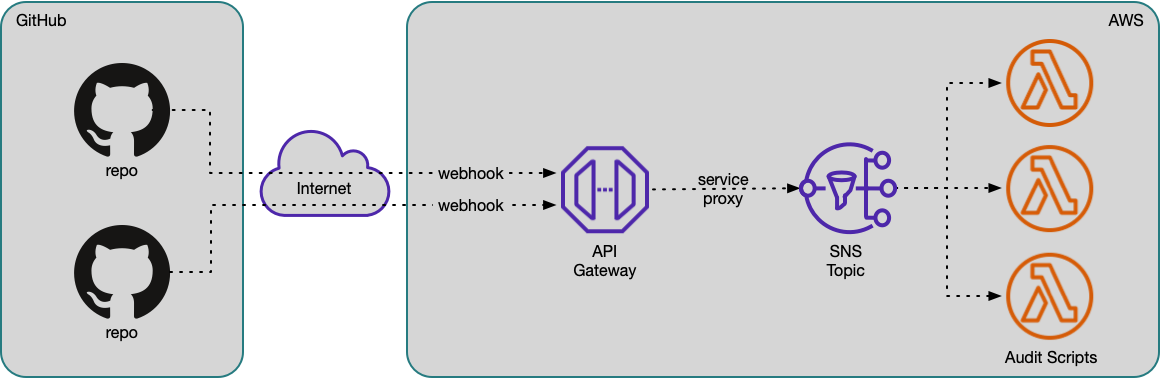 GitHub
AWS
repo
Internet
webhook
webhook
service
proxy
API
Gateway
SNS
Topic
repo
Audit Scripts